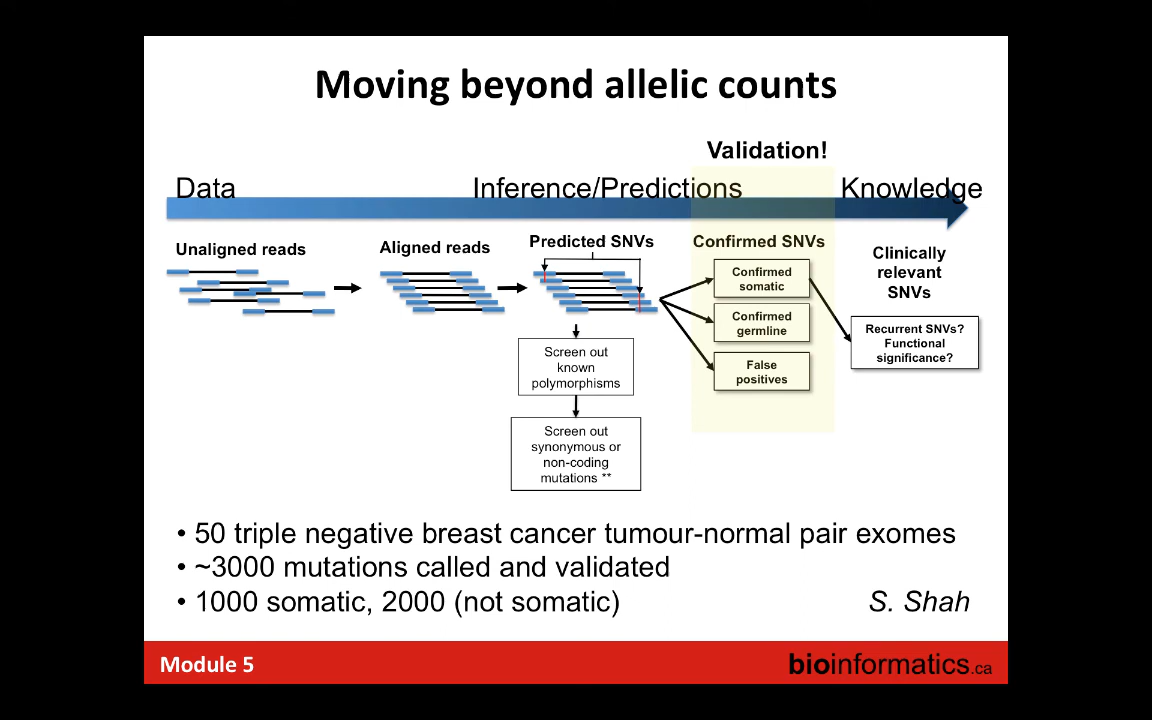 Moving beyond allelic counts
Validation!
Data
Inference/Predictions
Knowledge
Unaligned reads
Aligned reads
Predicted SNVs
Confirmed SNVs
Clinically
relevant
SNVs
Confirmed
somatic
Confirmed
germline
False
positives
Recurrent SNVs?
Functional
significance?
Screen out
known
polymorphisms
Screen out
synonymous or
non-coding
mutations **
• 50 triple negative breast cancer tumour-normal pair exomes
• ~3000 mutations called and validated
• 1000 somatic, 2000 (not somatic)
S. Shah
Module 5
bioinformatics.ca